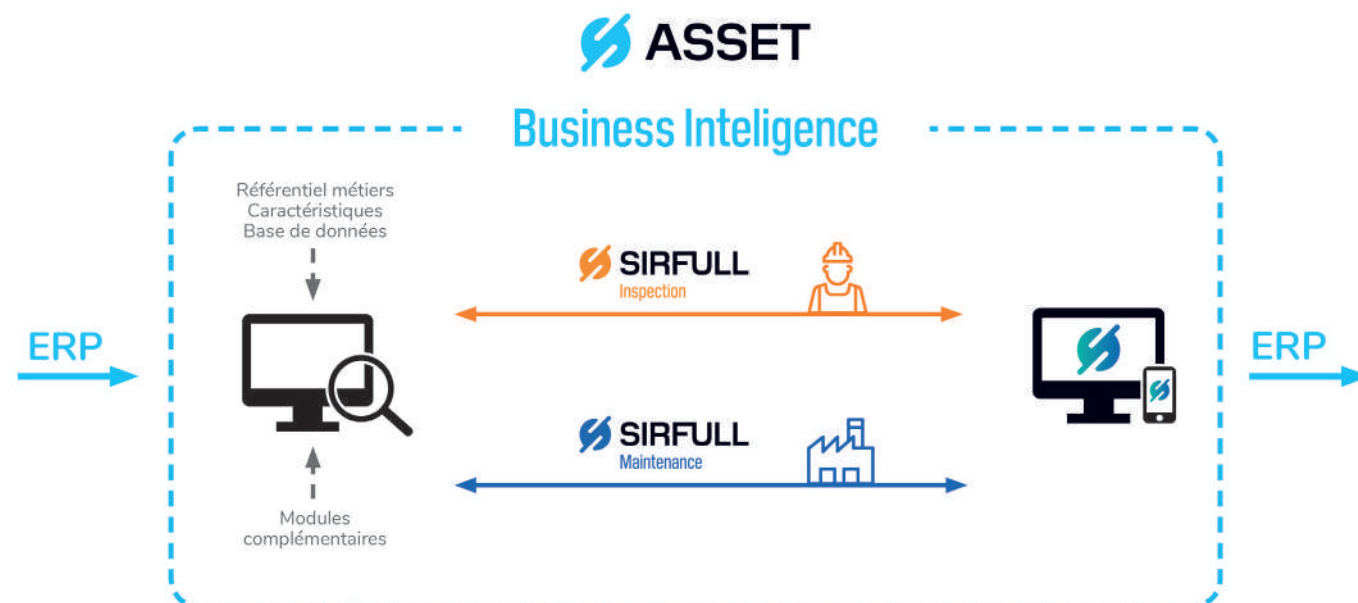 ASSET
Business Inteligence
Référentiel métiers
Caractéristiques
Base de données
SIRFULL
Inspection
ERP
ERP
SIRFULL
Maintenance
Modules
complémentaires